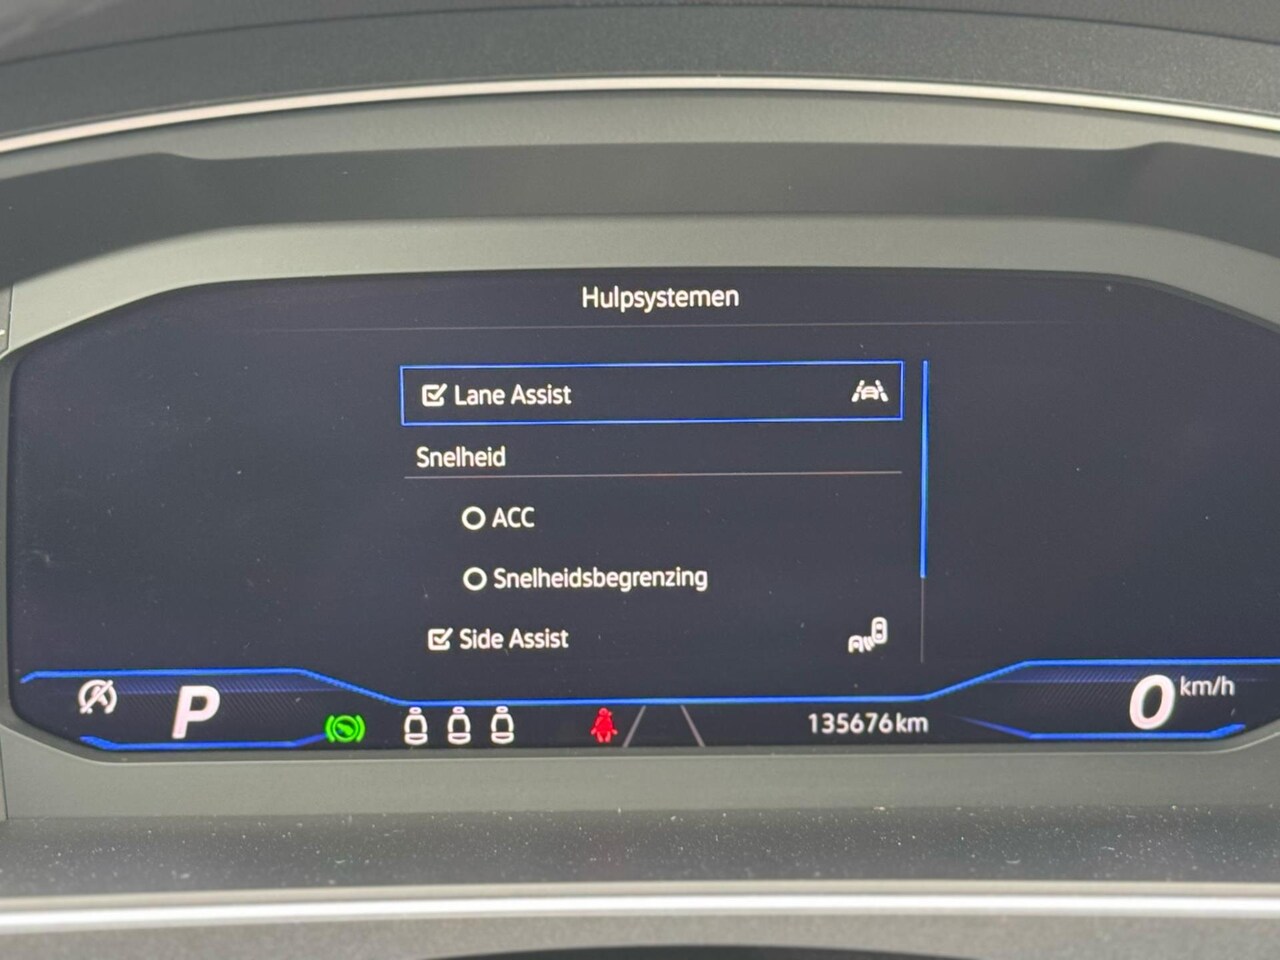 Hulpsystemen
Lane Assist
Snelheid
ACC
Snelheidsbegrenzing
Side Assist
P
135676 km
0 km/h